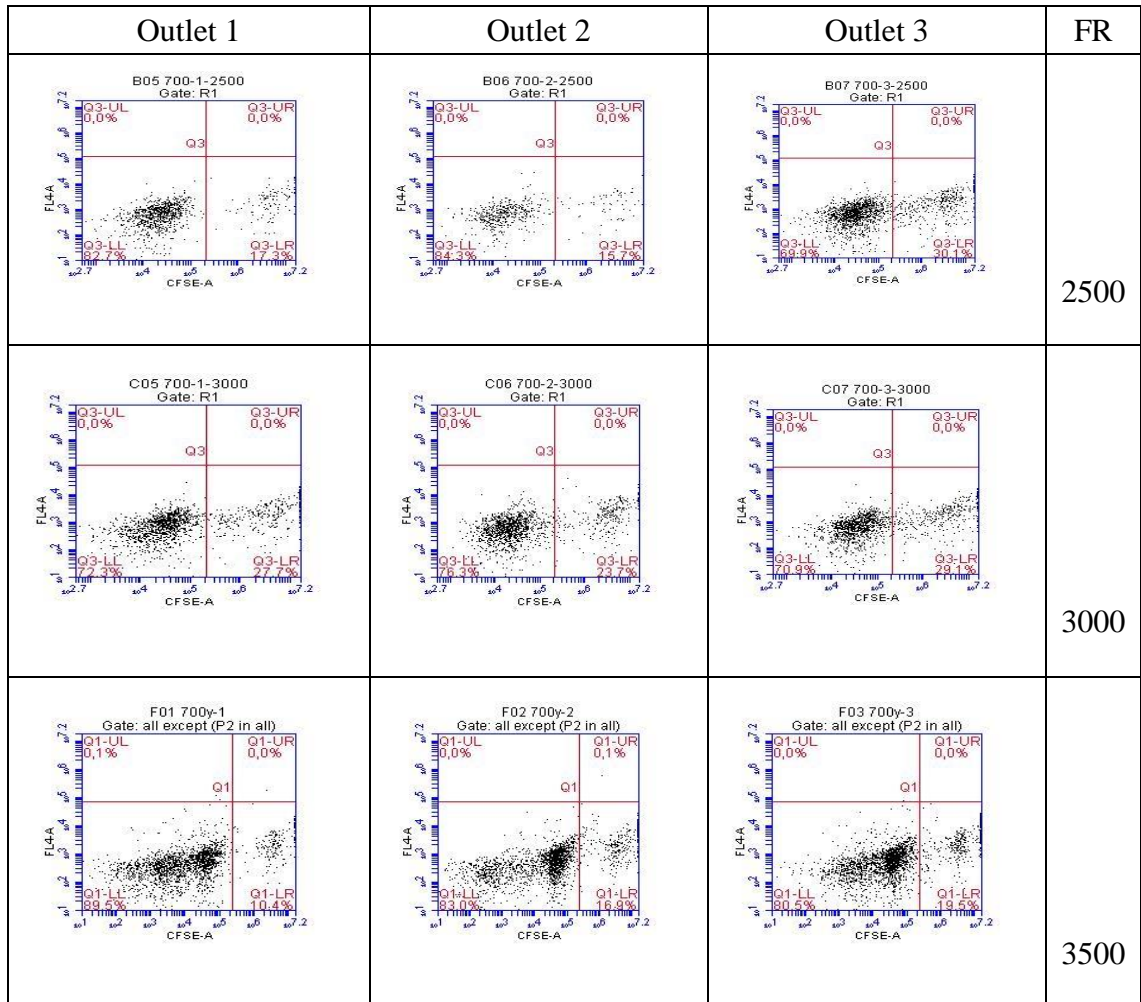 Outlet 1 Outlet 2 Outlet 3 FR
B05 700-1-2500
Gate: R1
Q3-UL Q3-UR
0,0% 0,0%
Q3
Q3-LL Q3-LR
82.7% 17.3%
FL4-A
CFSE-A
B06 700-2-2500
Gate: R1
Q3-UL Q3-UR
0,0% 0,0%
Q3
Q3-LL Q3-LR
84.3% 15.7%
FL4-A
CFSE-A
B07 700-3-2500
Gate: R1
Q3-UL Q3-UR
0,0% 0,0%
Q3
Q3-LL Q3-LR
69.9% 30.1%
FL4-A
CFSE-A
2500
C05 700-1-3000
Gate: R1
Q3-UL Q3-UR
0,0% 0,0%
Q3
Q3-LL Q3-LR
72.3% 27.7%
FL4-A
CFSE-A
C06 700-2-3000
Gate: R1
Q3-UL Q3-UR
0,0% 0,0%
Q3
Q3-LL Q3-LR
76.3% 23.7%
FL4-A
CFSE-A
C07 700-3-3000
Gate: R1
Q3-UL Q3-UR
0,0% 0,0%
Q3
Q3-LL Q3-LR
70.9% 29.1%
FL4-A
CFSE-A
3000
F01 700y-1
Gate: all except (P2 in all)
Q1-UL Q1-UR
0,1% 0,0%
Q1
Q1-LL Q1-LR
89.5% 10.4%
FL4-A
CFSE-A
F02 700y-2
Gate: all except (P2 in all)
Q1-UL Q1-UR
0,0% 0,1%
Q1
Q1-LL Q1-LR
83.0% 16.9%
FL4-A
CFSE-A
F03 700y-3
Gate: all except (P2 in all)
Q1-UL Q1-UR
0,0% 0,0%
Q1
Q1-LL Q1-LR
80.5% 19.5%
FL4-A
CFSE-A
3500